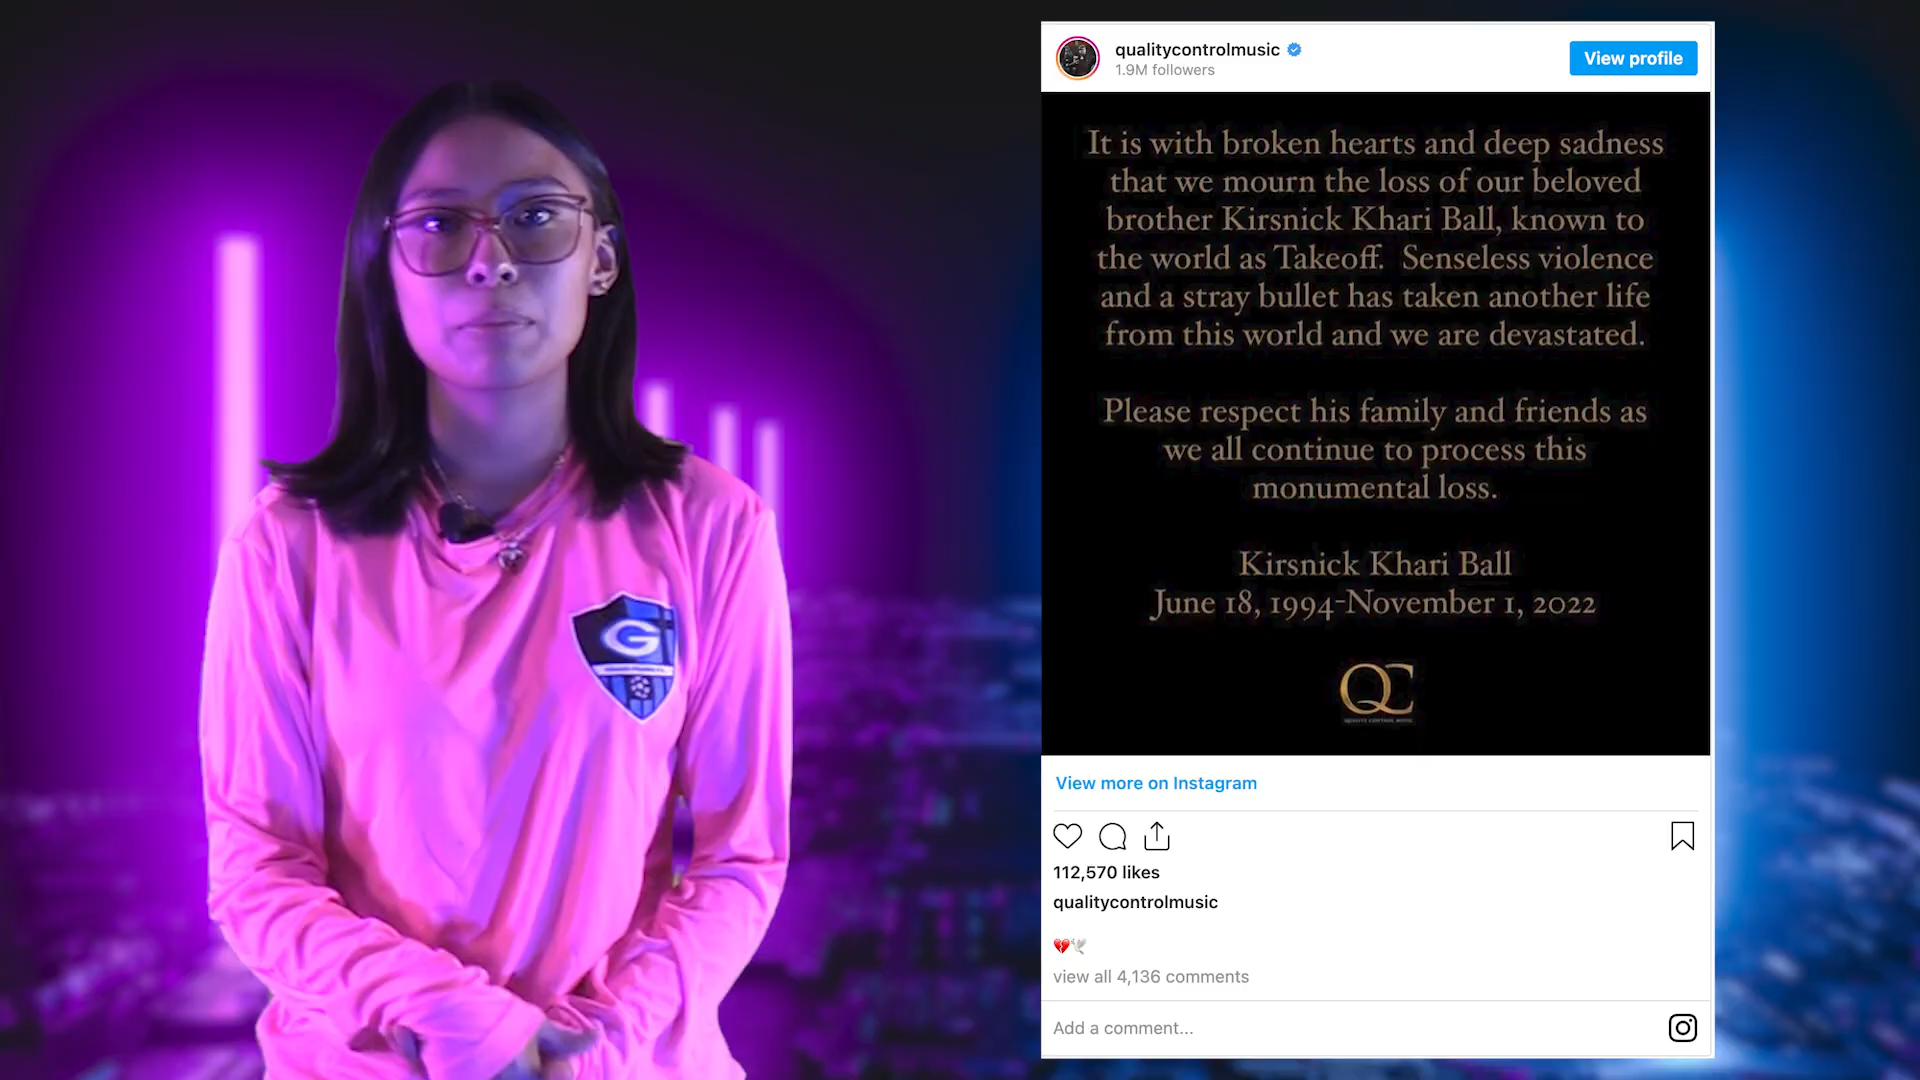 qualitycontrolmusic
1.9M followers
View profile
It is with broken hearts and deep sadness
that we mourn the loss of our beloved
brother Kirsnick Khari Ball, known to
the world as Takeoff.  Senseless violence
and a stray bullet has taken another life
from this world and we are devastated.
Please respect his family and friends as
we all continue to process this
monumental loss.
Kirsnick Khari Ball
June 18, 1994-November 1, 2022
QC
QUALITY CONTROL MUSIC
View more on Instagram
112,570 likes
qualitycontrolmusic
view all 4,136 comments
Add a comment...
G